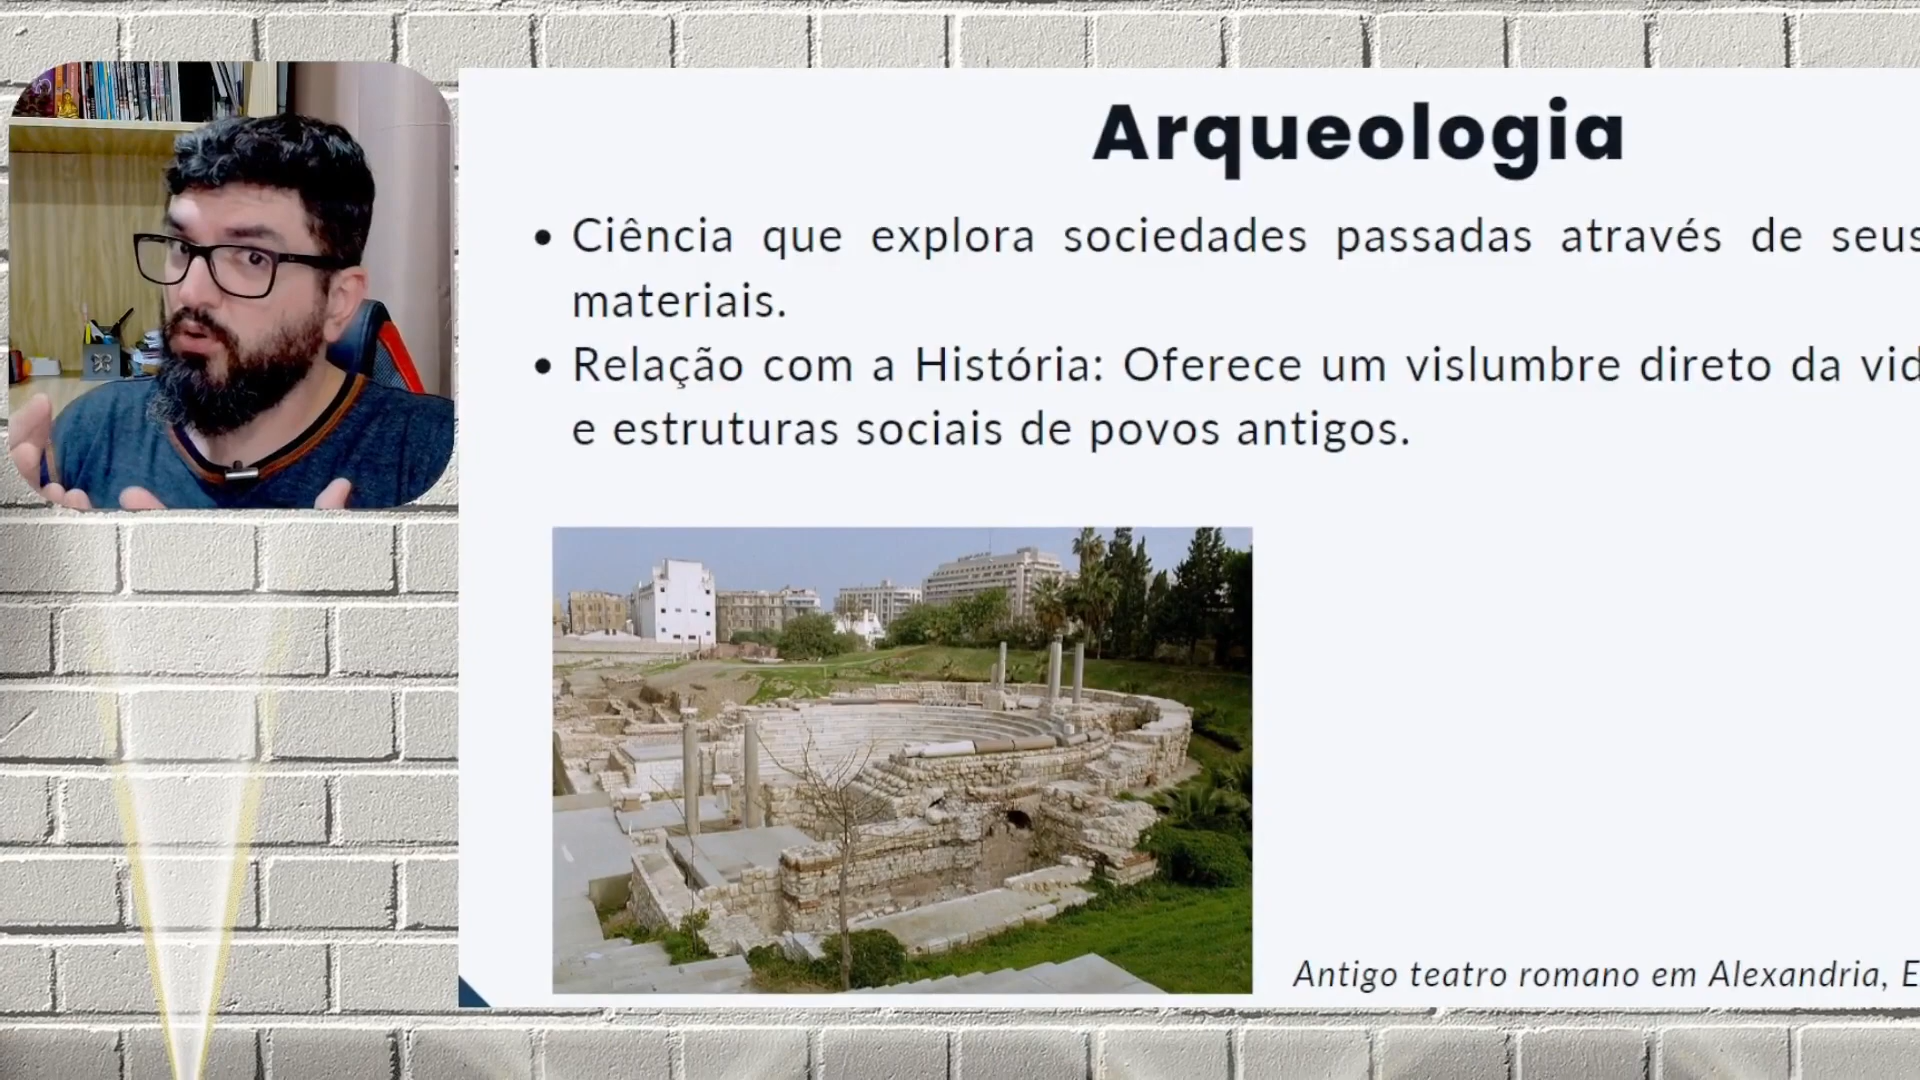 Arqueologia
• Ciência que explora sociedades passadas através de seus
materiais.
• Relação com a História: Oferece um vislumbre direto da
e estruturas sociais de povos antigos.
Antigo teatro romano em Alexandria,